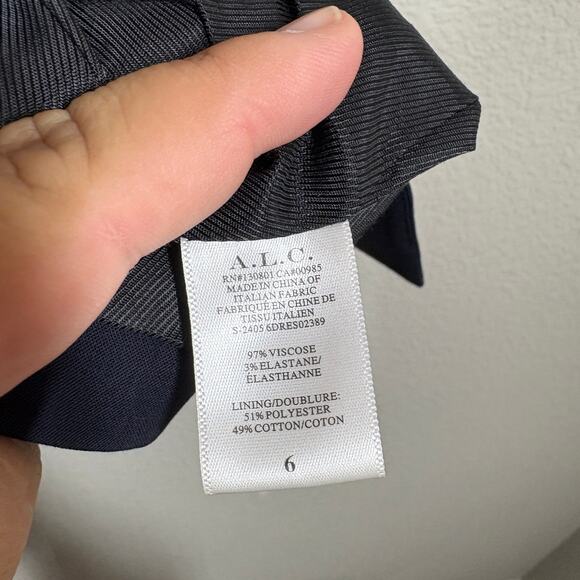 A.L.C.
RN#130801 CA#00985
MADE IN CHINA OF
ITALIAN FABRIC
FABRIQUÉ EN CHINE DE
TISSU ITALIEN
S-2405 6DRES02389
97% VISCOSE
3% ELASTANE/
ÉLASTHANNE
LINING/DOUBLURE:
51% POLYESTER
49% COTTON/COTON
6